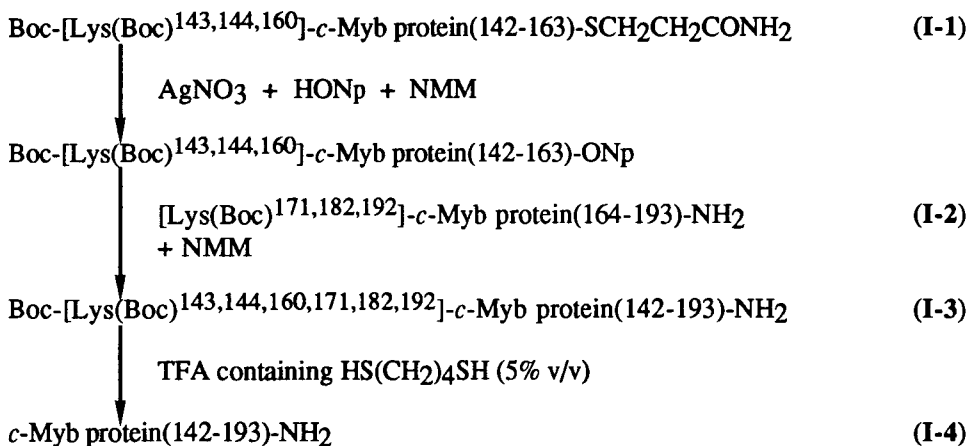 Boc-[Lys(Boc)143,144,160]-c-Myb protein(142-163)-SCH2CH2CONH2 (I-1)
AgNO3 + HONp + NMM
Boc-[Lys(Boc)143,144,160]-c-Myb protein(142-163)-ONp
[Lys(Boc)171,182,192]-c-Myb protein(164-193)-NH2 (I-2)
+ NMM
Boc-[Lys(Boc)143,144,160,171,182,192]-c-Myb protein(142-193)-NH2 (I-3)
TFA containing HS(CH2)4SH (5% v/v)
c-Myb protein(142-193)-NH2 (I-4)